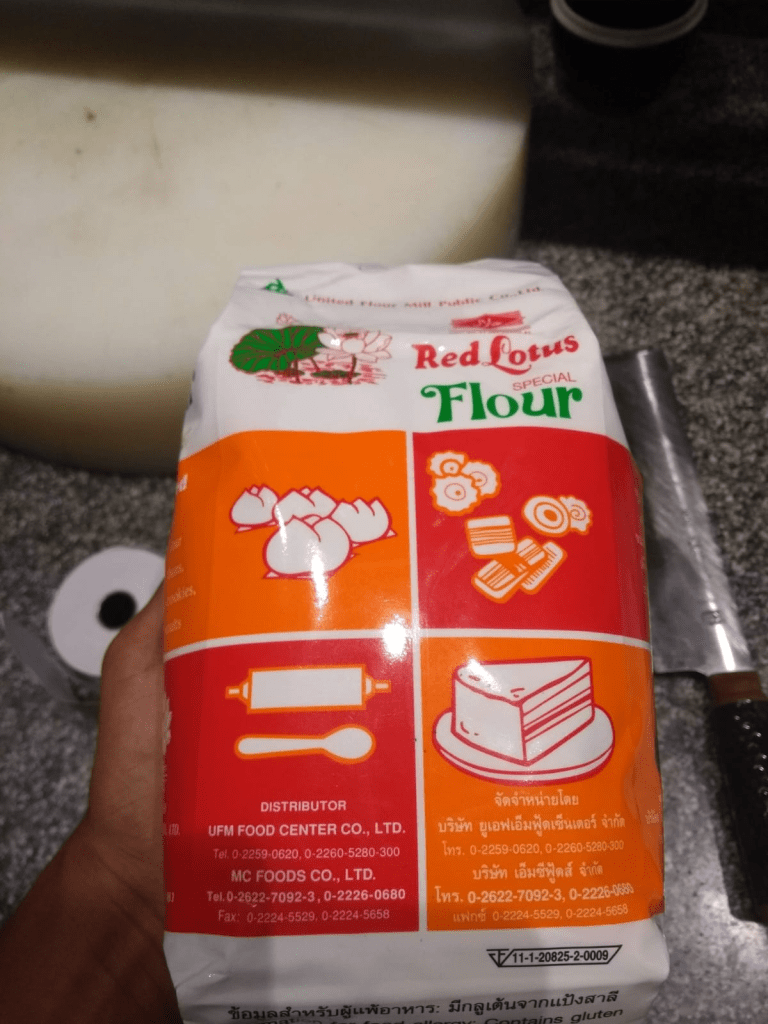 United Flour Mill Public Co.,Ltd.
Red Lotus
SPECIAL
Flour
cookies,
DISTRIBUTOR
UFM FOOD CENTER CO., LTD.
Tel. 0-2259-0620, 0-2260-5280-300
MC FOODS CO., LTD.
Tel.0-2622-7092-3, 0-2226-0680
Fax: 0-2224-5529, 0-2224-5658
จัดจำหน่ายโดย
บริษัท ยูเอฟเอ็มฟู้ดเซ็นเตอร์ จำกัด
โทร. 0-2259-0620, 0-2260-5280-300
บริษัท เอ็มซีฟู้ดส์ จำกัด
โทร. 0-2622-7092-3, 0-2226-0680
แฟกซ์ 0-2224-5529, 0-2224-5658
11-1-20825-2-0009
ข้อมูลสำหรับผู้แพ้อาหาร: มีกลูเต้นจากแป้งสาลี
for food allergy: Contains gluten